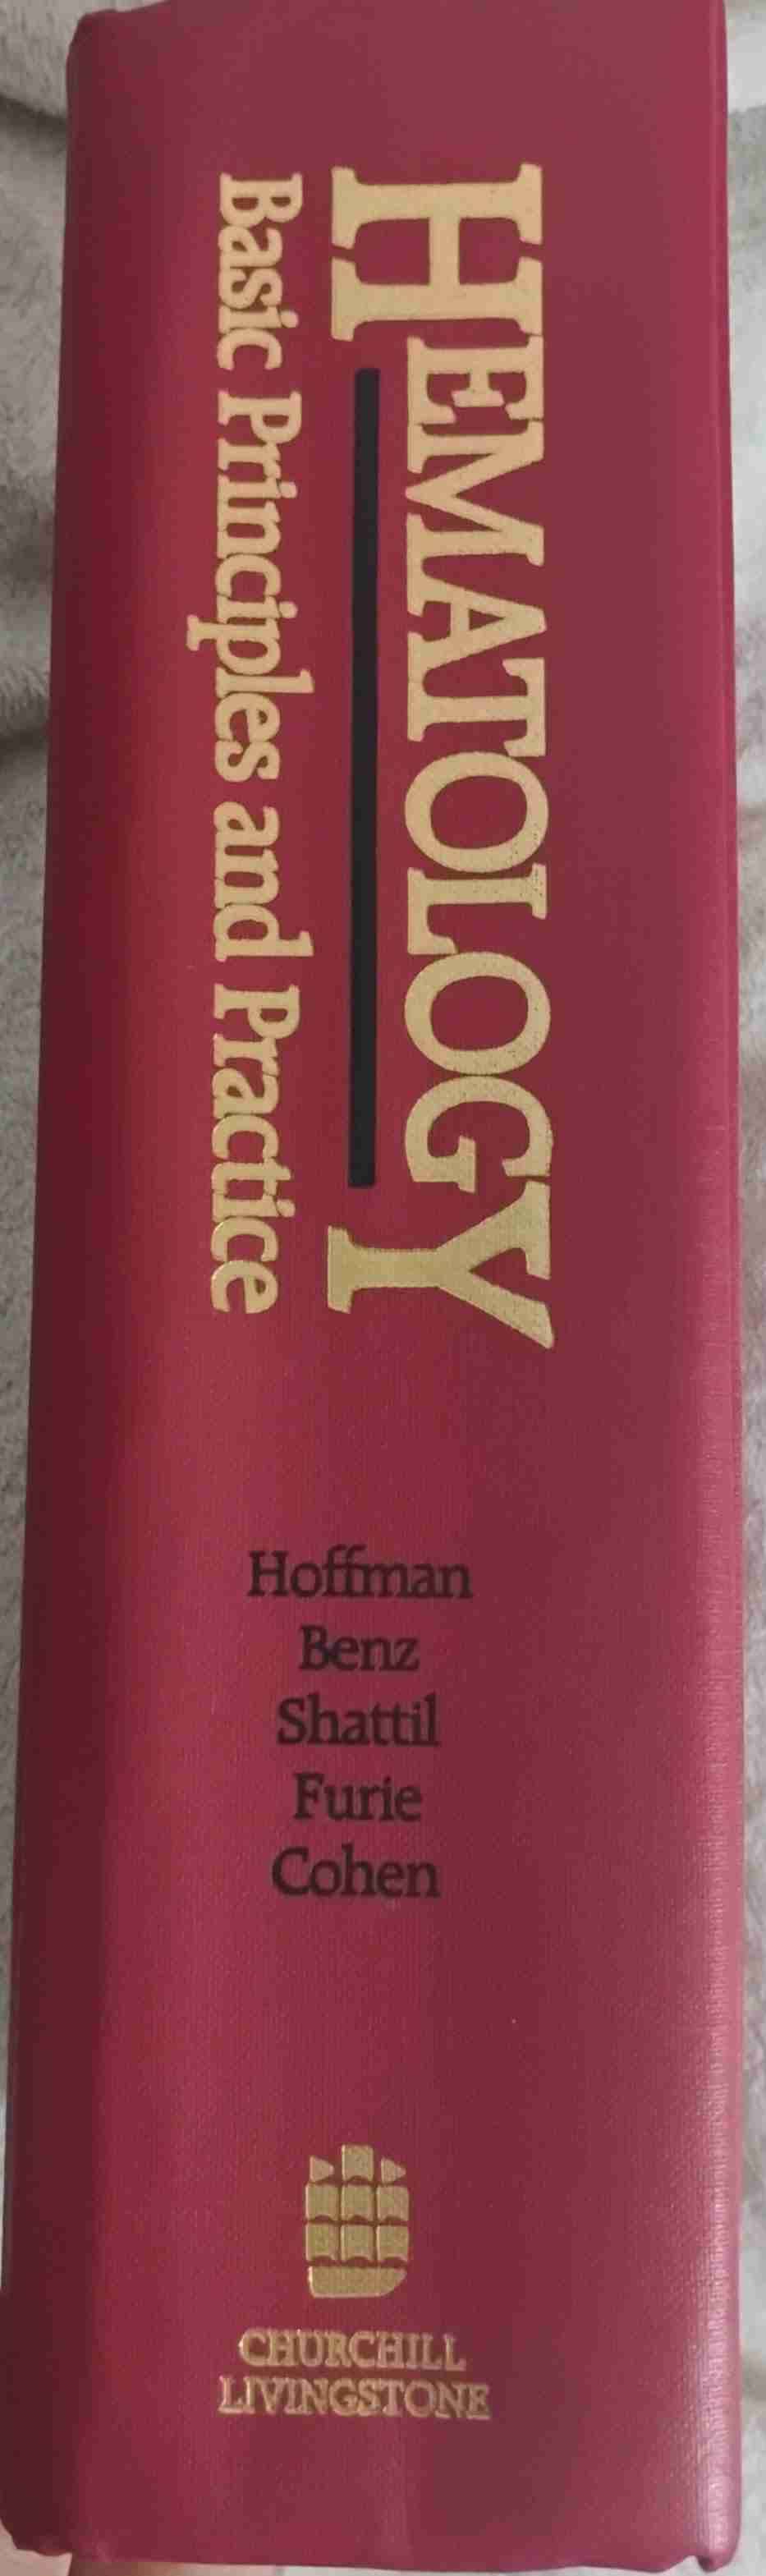 HEMATOLOGY
Basic Principles and Practice
Hoffman
Benz
Shattil
Furie
Cohen
CHURCHILL
LIVINGSTONE